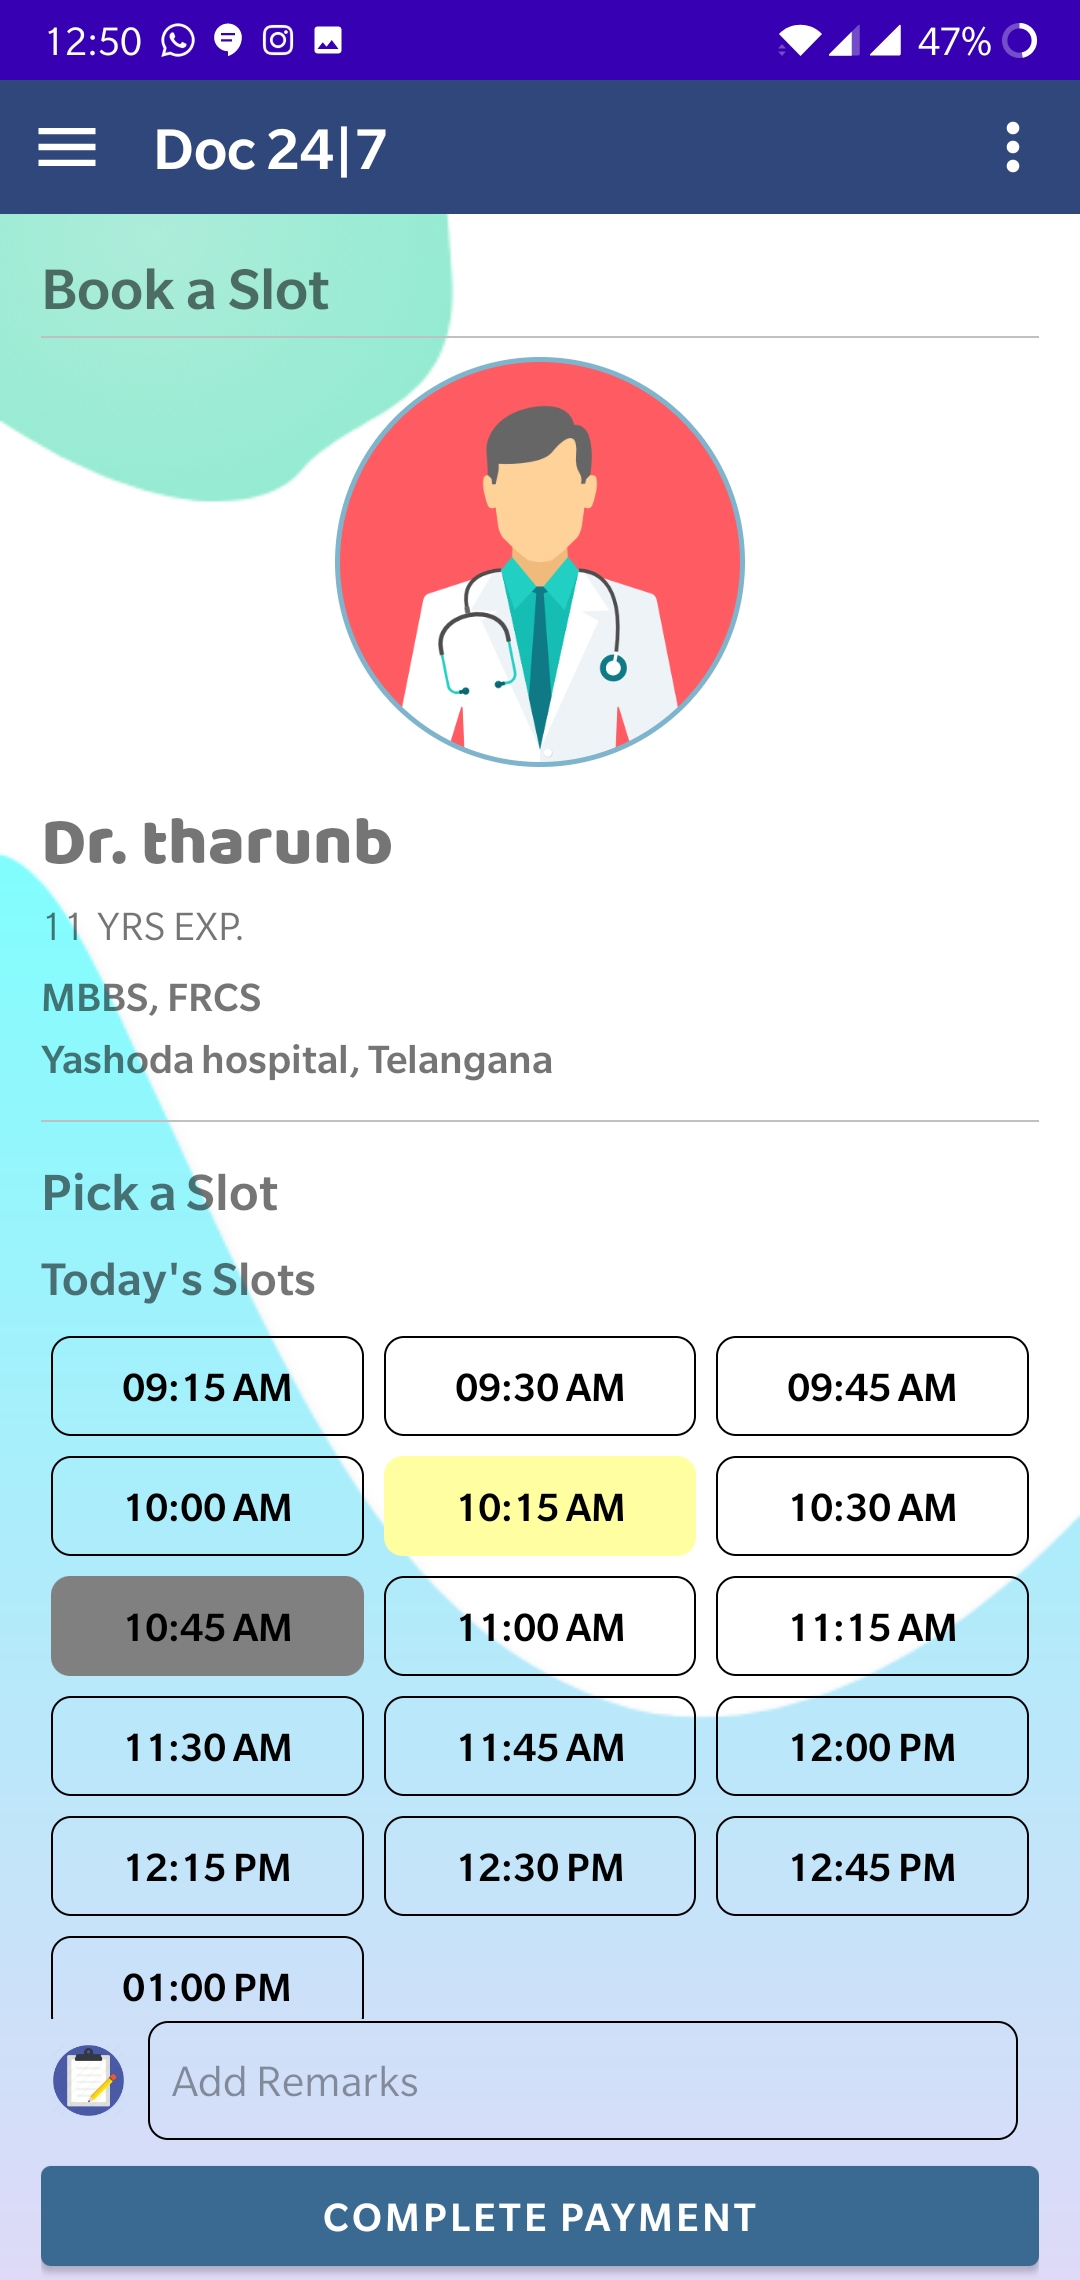 12:50 47%
Doc 24|7
Book a Slot
Dr. tharunb
11 YRS EXP.
MBBS, FRCS
Yashoda hospital, Telangana
Pick a Slot
Today's Slots
09:15 AM 09:30 AM 09:45 AM
10:00 AM 10:15 AM 10:30 AM
10:45 AM 11:00 AM 11:15 AM
11:30 AM 11:45 AM 12:00 PM
12:15 PM 12:30 PM 12:45 PM
01:00 PM
Add Remarks
COMPLETE PAYMENT